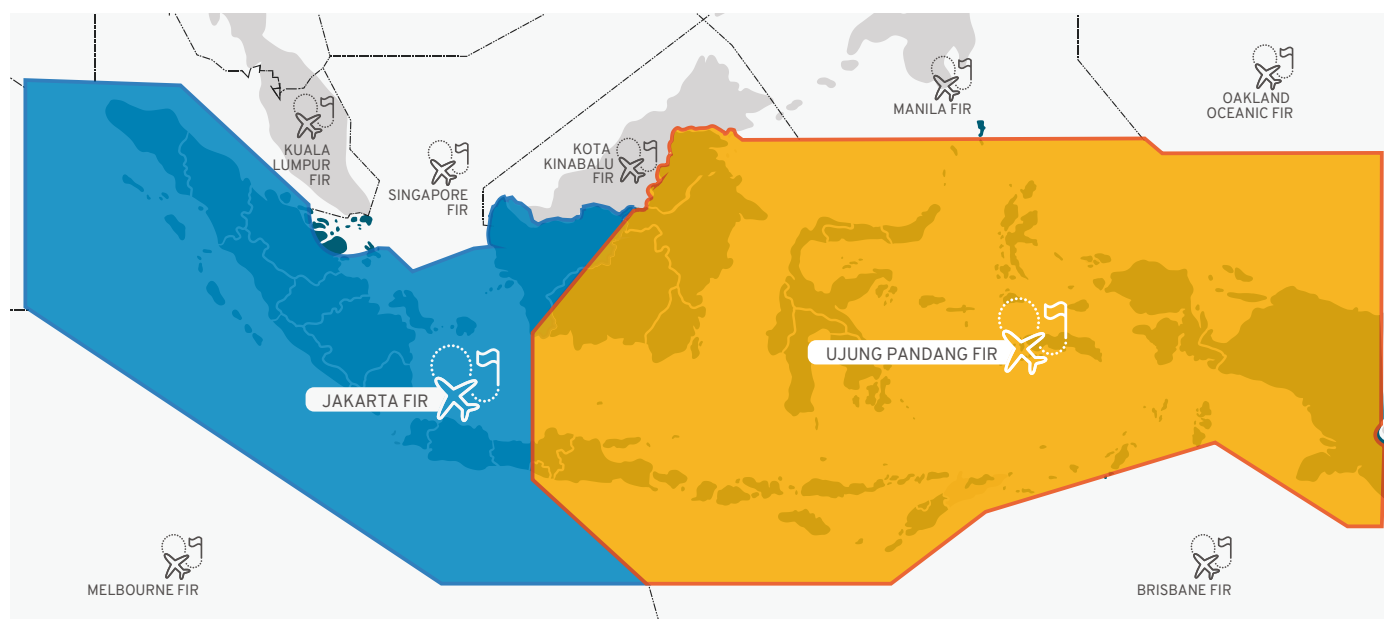 MANILA FIR
OAKLAND
OCEANIC FIR
KUALA
LUMPUR
FIR
SINGAPORE
FIR
KOTA
KINABALU
FIR
UJUNG PANDANG FIR
JAKARTA FIR
MELBOURNE FIR
BRISBANE FIR